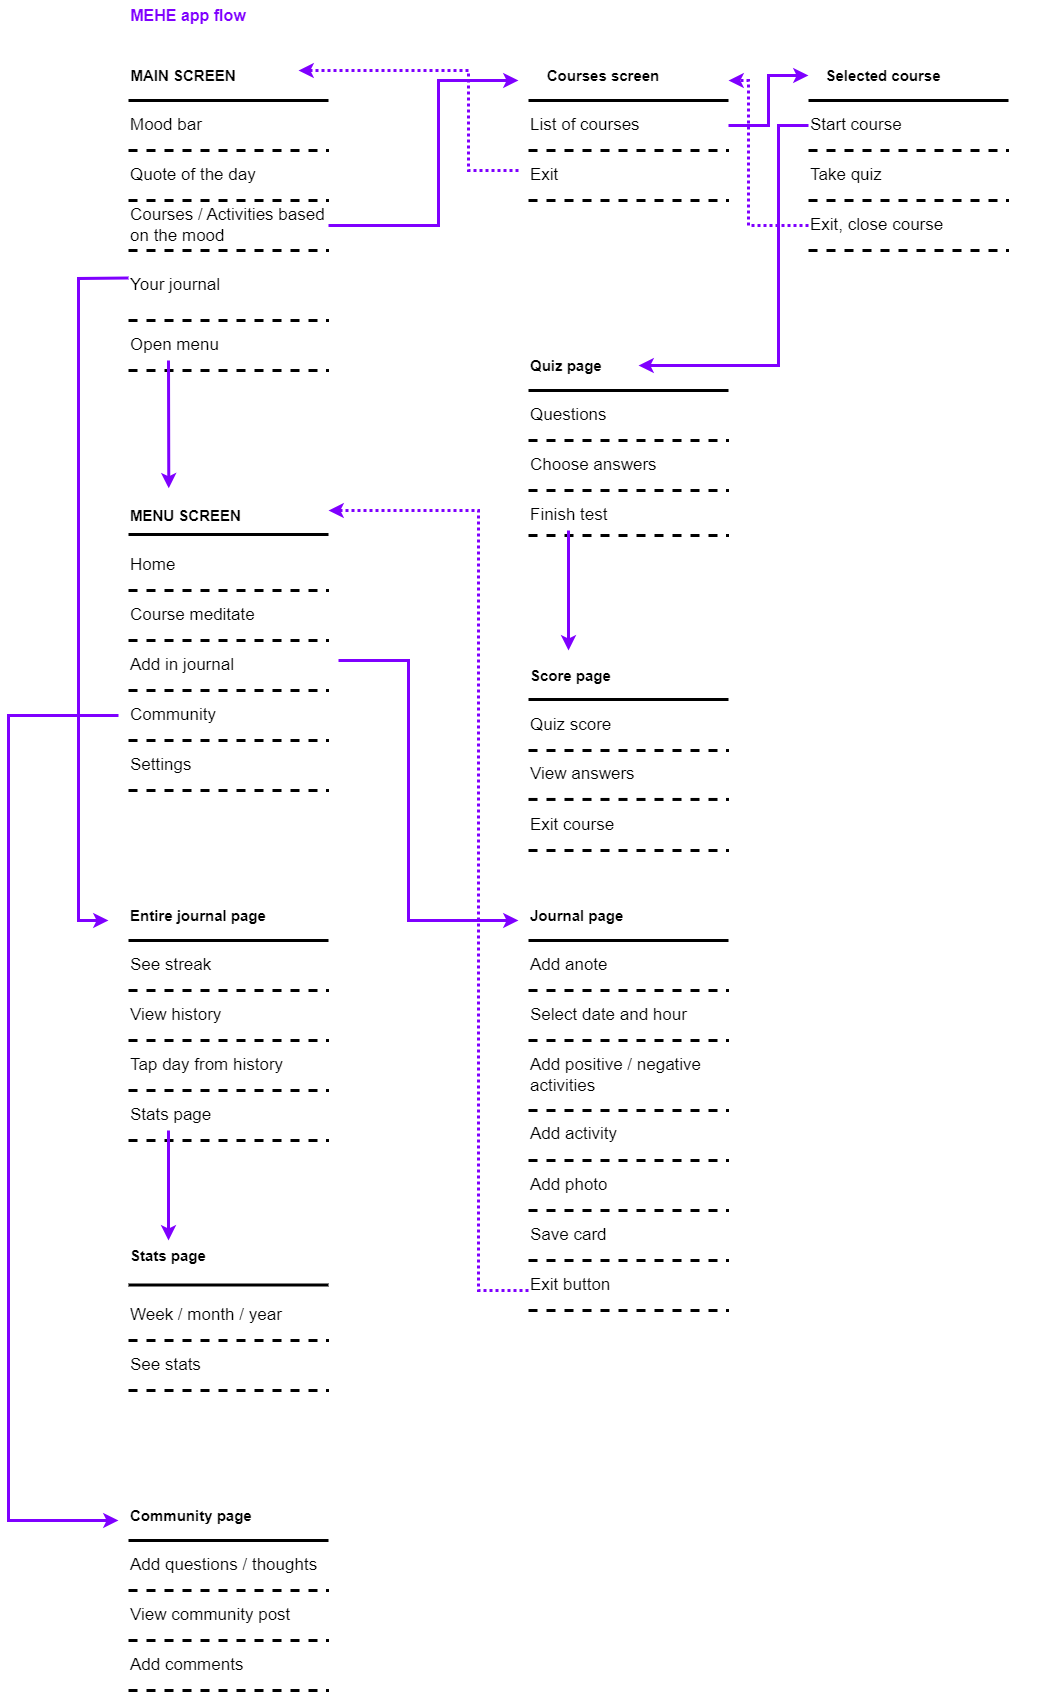 MEHE app flow
MAIN SCREEN
Mood bar
Quote of the day
Courses / Activities based
on the mood
Your journal
Open menu
Courses screen
List of courses
Exit
Selected course
Start course
Take quiz
Exit, close course
Quiz page
Questions
Choose answers
Finish test
MENU SCREEN
Home
Course meditate
Add in journal
Community
Settings
Score page
Quiz score
View answers
Exit course
Entire journal page
See streak
View history
Tap day from history
Stats page
Journal page
Add anote
Select date and hour
Add positive / negative
activities
Add activity
Add photo
Save card
Exit button
Stats page
Week / month / year
See stats
Community page
Add questions / thoughts
View community post
Add comments